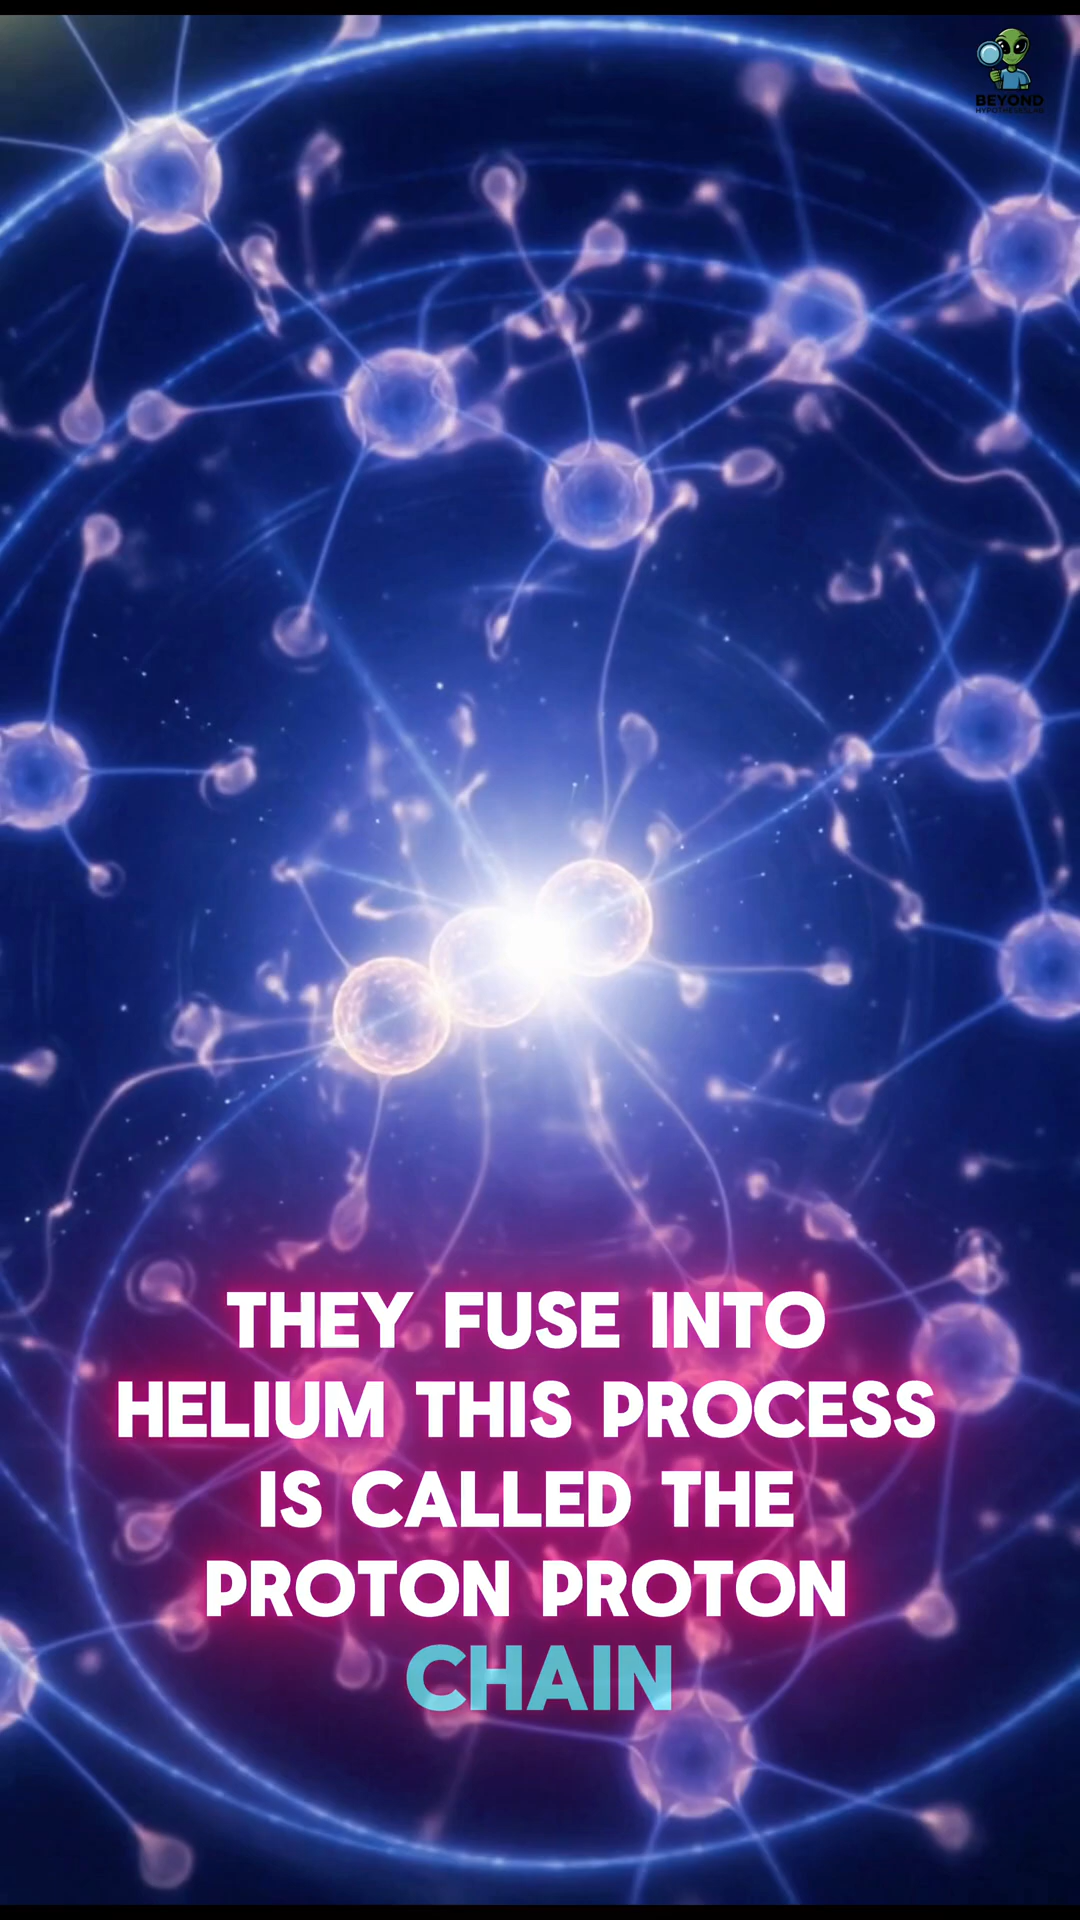 BEYOND
THEY FUSE INTO
HELIUM THIS PROCESS
IS CALLED THE
PROTON PROTON
CHAIN